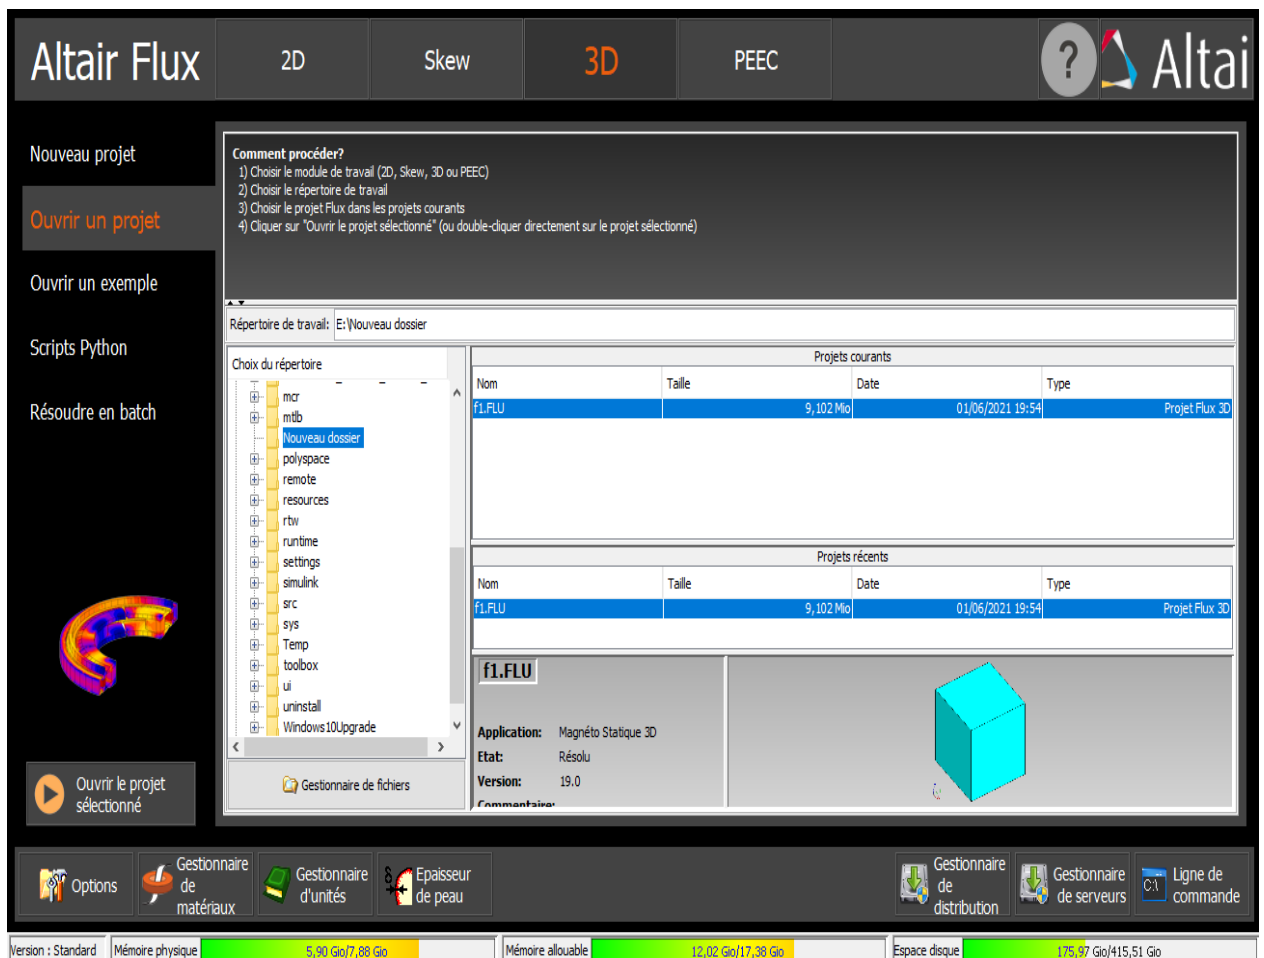 Altair Flux
2D
Skew
3D
PEEC
?
Altai
Nouveau projet
Ouvrir un projet
Ouvrir un exemple
Scripts Python
Résoudre en batch
Comment procéder?
1) Choisir le module de travail (2D, Skew, 3D ou PEEC)
2) Choisir le répertoire de travail
3) Choisir le projet Flux dans les projets courants
4) Cliquer sur "Ouvrir le projet sélectionné" (ou double-cliquer directement sur le projet sélectionné)
Répertoire de travail: E:\Nouveau dossier
Choix du répertoire
mcr
mtlb
Nouveau dossier
polyspace
remote
resources
rtw
runtime
settings
simulink
src
sys
Temp
toolbox
ui
uninstall
Windows10Upgrade
Gestionnaire de fichiers
Projets courants
Nom Taille Date Type
f1.FLU 9,102 Mio 01/06/2021 19:54 Projet Flux 3D
Projets récents
Nom Taille Date Type
f1.FLU 9,102 Mio 01/06/2021 19:54 Projet Flux 3D
f1.FLU
Application: Magnéto Statique 3D
Etat: Résolu
Version: 19.0
Commentaire:
Ouvrir le projet
sélectionné
Options
Gestionnaire
de
matériaux
Gestionnaire
d'unités
δ
Epaisseur
de peau
Gestionnaire
de
distribution
Gestionnaire
de serveurs
C:\
Ligne de
commande
Version : Standard
Mémoire physique 5,90 Gio/7,88 Gio
Mémoire allouable 12,02 Gio/17,38 Gio
Espace disque 175,97 Gio/415,51 Gio